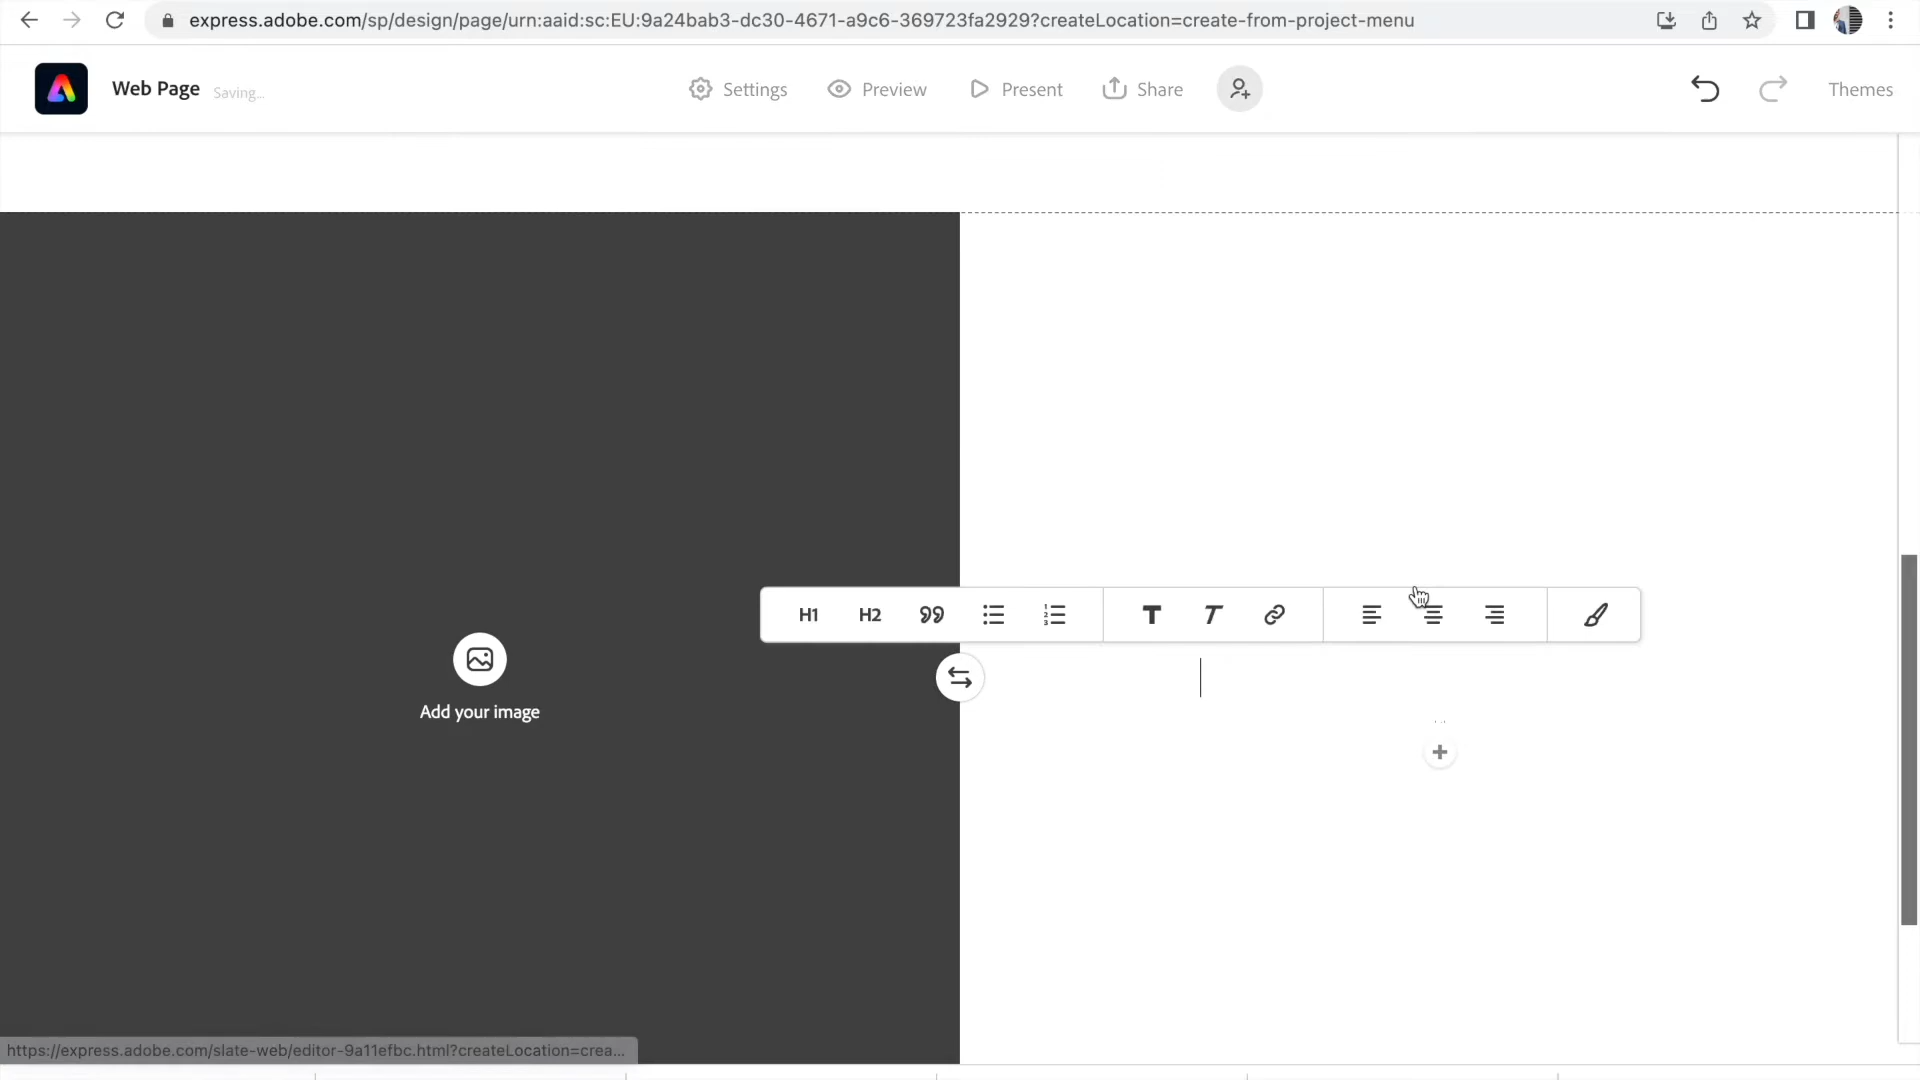 express.adobe.com/sp/design/page/urn:aaid:sc:EU:9a24bab3-dc30-4671-a9c6-369723fa2929?createLocation=create-from-project-menu
Web Page Saving... Settings Preview Present Share Themes
H1 H2 T T
Add your image
https://express.adobe.com/slate-web/editor-9a11efbc.html?createLocation=crea...